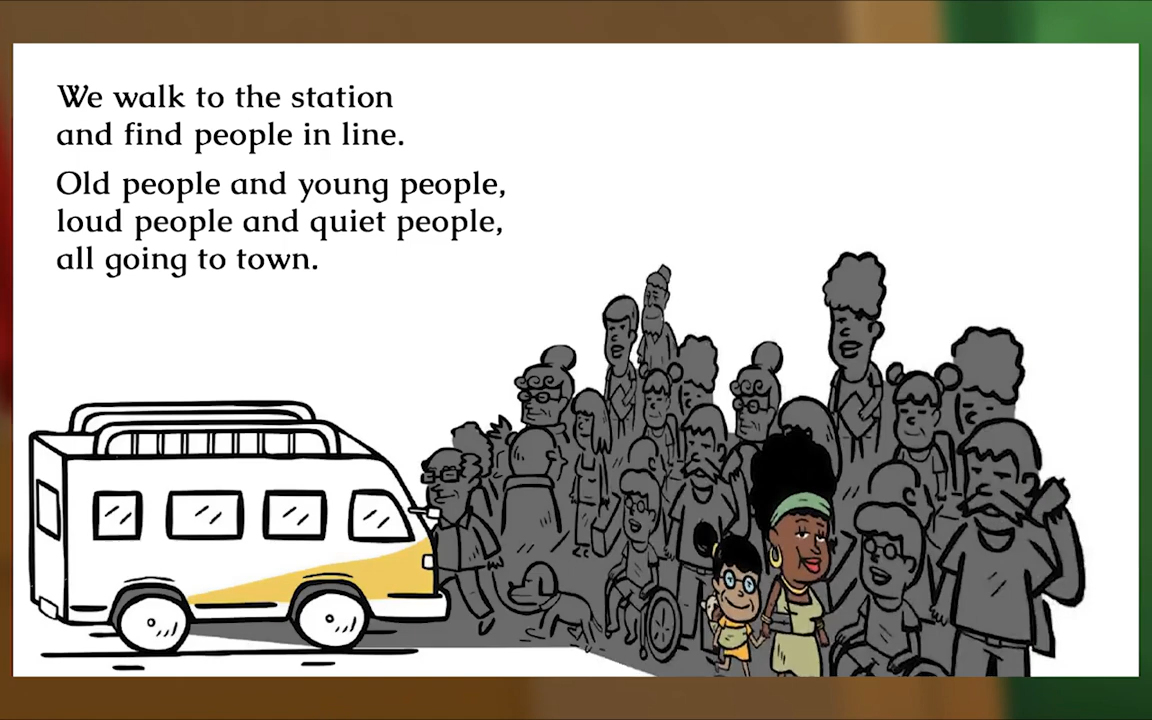 We walk to the station
and find people in line.
Old people and young people,
loud people and quiet people,
all going to town.